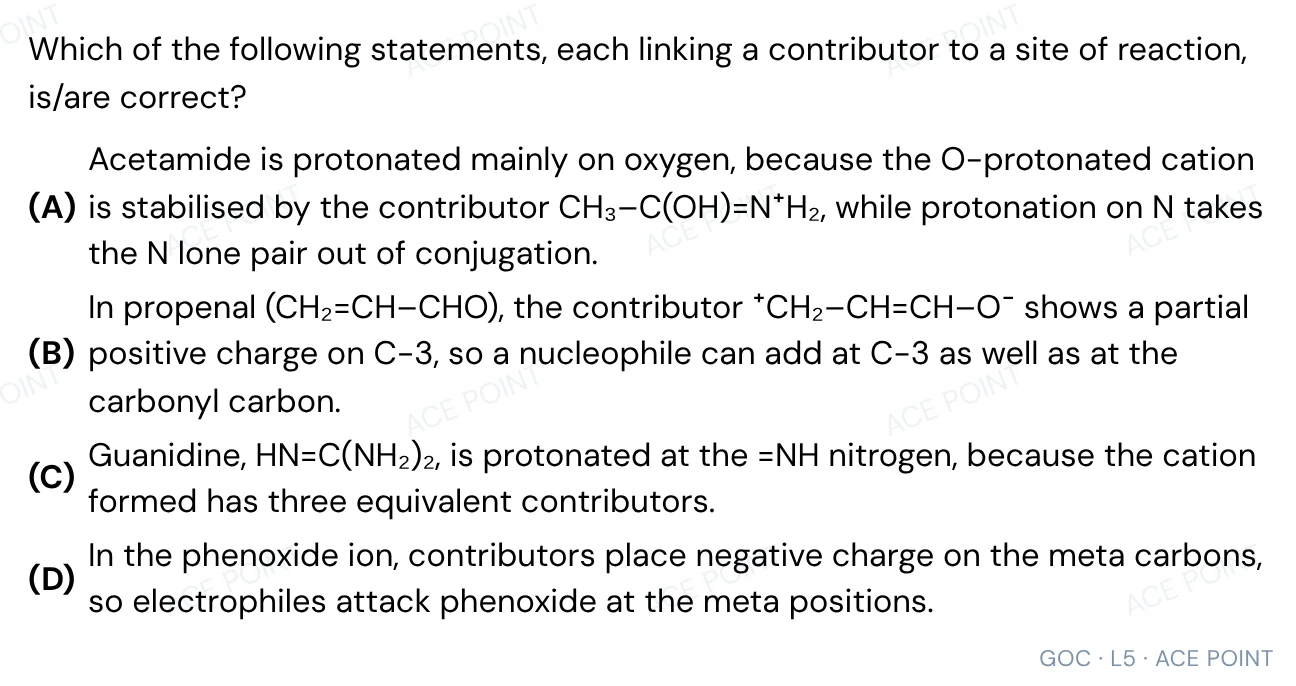 Which of the following statements, each linking a contributor to a site of reaction,
is/are correct?
Acetamide is protonated mainly on oxygen, because the O–protonated cation
(A) is stabilised by the contributor CH₃–C(OH)=N⁺H₂, while protonation on N takes
the N lone pair out of conjugation.
In propenal (CH₂=CH–CHO), the contributor ⁺CH₂–CH=CH–O⁻ shows a partial
(B) positive charge on C–3, so a nucleophile can add at C–3 as well as at the
carbonyl carbon.
Guanidine, HN=C(NH₂)₂, is protonated at the =NH nitrogen, because the cation
(C)
formed has three equivalent contributors.
In the phenoxide ion, contributors place negative charge on the meta carbons,
(D)
so electrophiles attack phenoxide at the meta positions.
GOC · L5 · ACE POINT